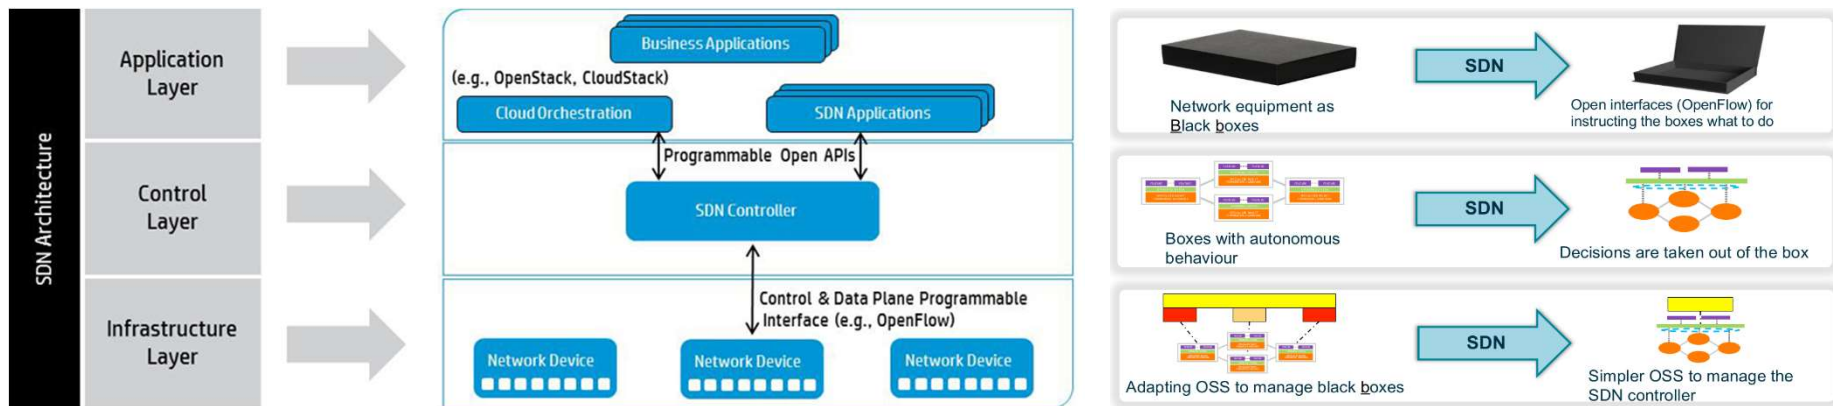 SDN Architecture
Application
Layer
Control
Layer
Infrastructure
Layer
Business Applications
(e.g., OpenStack, CloudStack)
Cloud Orchestration
SDN Applications
Programmable Open APIs
SDN Controller
Control & Data Plane Programmable
Interface (e.g., OpenFlow)
Network Device
Network Device
Network Device
Network equipment as
Black boxes
SDN
Open interfaces (OpenFlow) for
instructing the boxes what to do
Boxes with autonomous
behaviour
SDN
Decisions are taken out of the box
Adapting OSS to manage black boxes
SDN
Simpler OSS to manage the
SDN controller